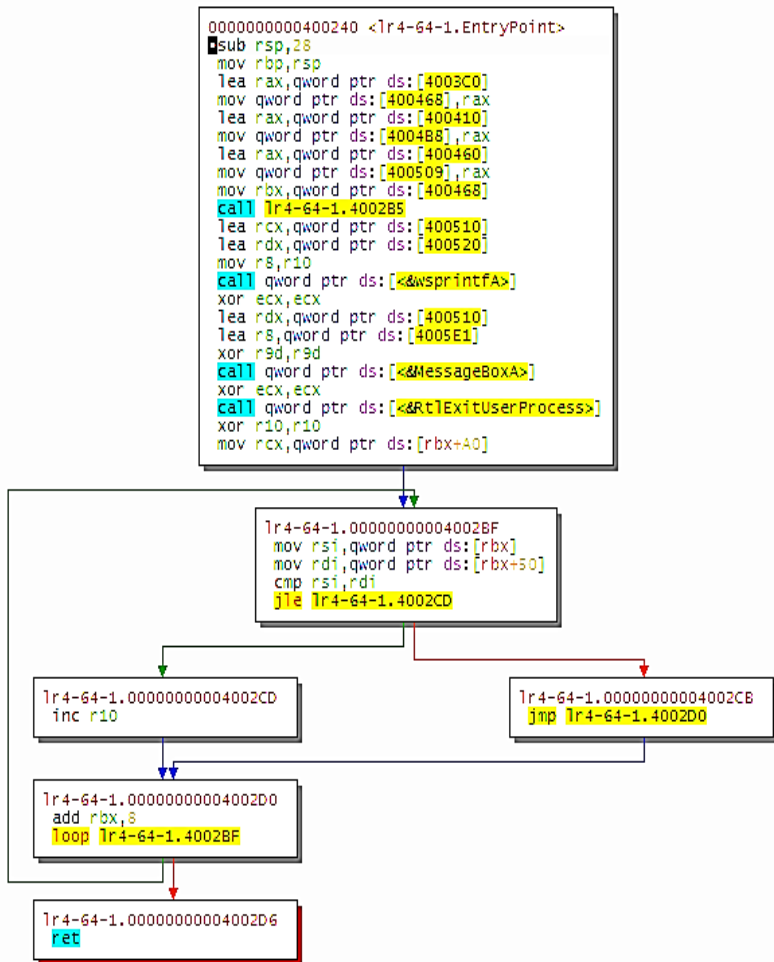 0000000000400240 <lr4-64-1.EntryPoint>
sub rsp,28
mov rbp,rsp
lea rax,qword ptr ds:[4003C0]
mov qword ptr ds:[400468],rax
lea rax,qword ptr ds:[400410]
mov qword ptr ds:[4004B8],rax
lea rax,qword ptr ds:[400460]
mov qword ptr ds:[400509],rax
mov rbx,qword ptr ds:[400468]
call lr4-64-1.4002B5
lea rcx,qword ptr ds:[400510]
lea rdx,qword ptr ds:[400520]
mov r8,r10
call qword ptr ds:[<&wsprintfA>]
xor ecx,ecx
lea rdx,qword ptr ds:[400510]
lea r8,qword ptr ds:[4005E1]
xor r9d,r9d
call qword ptr ds:[<&MessageBoxA>]
xor ecx,ecx
call qword ptr ds:[<&RtlExitUserProcess>]
xor r10,r10
mov rcx,qword ptr ds:[rbx+A0]
lr4-64-1.00000000004002BF
mov rsi,qword ptr ds:[rbx]
mov rdi,qword ptr ds:[rbx+50]
cmp rsi,rdi
jle lr4-64-1.4002CD
lr4-64-1.00000000004002CD
inc r10
lr4-64-1.00000000004002CB
jmp lr4-64-1.4002D0
lr4-64-1.00000000004002D0
add rbx,8
loop lr4-64-1.4002BF
lr4-64-1.00000000004002D6
ret